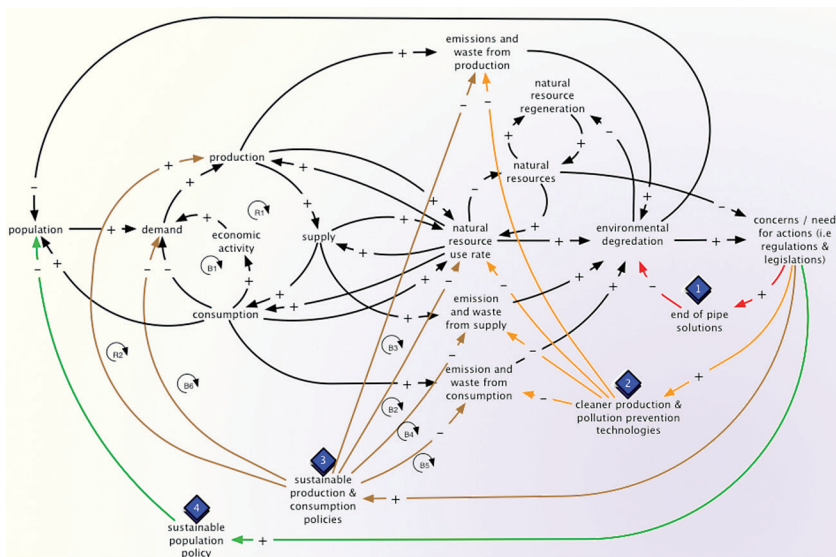 emissions and
waste from
production
natural
resource
regeneration
production
natural
resources
R1
population
demand
economic
activity
supply
natural
resource
use rate
environmental
degredation
concerns / need
for actions (i.e
regulations &
legislations)
B1
1
emission
and waste
from supply
end of pipe
solutions
consumption
B3
R2
emission and
waste from
consumption
2
B6
B2
cleaner production &
pollution prevention
technologies
B4
3
B5
sustainable
production &
consumption
policies
4
sustainable
population
policy